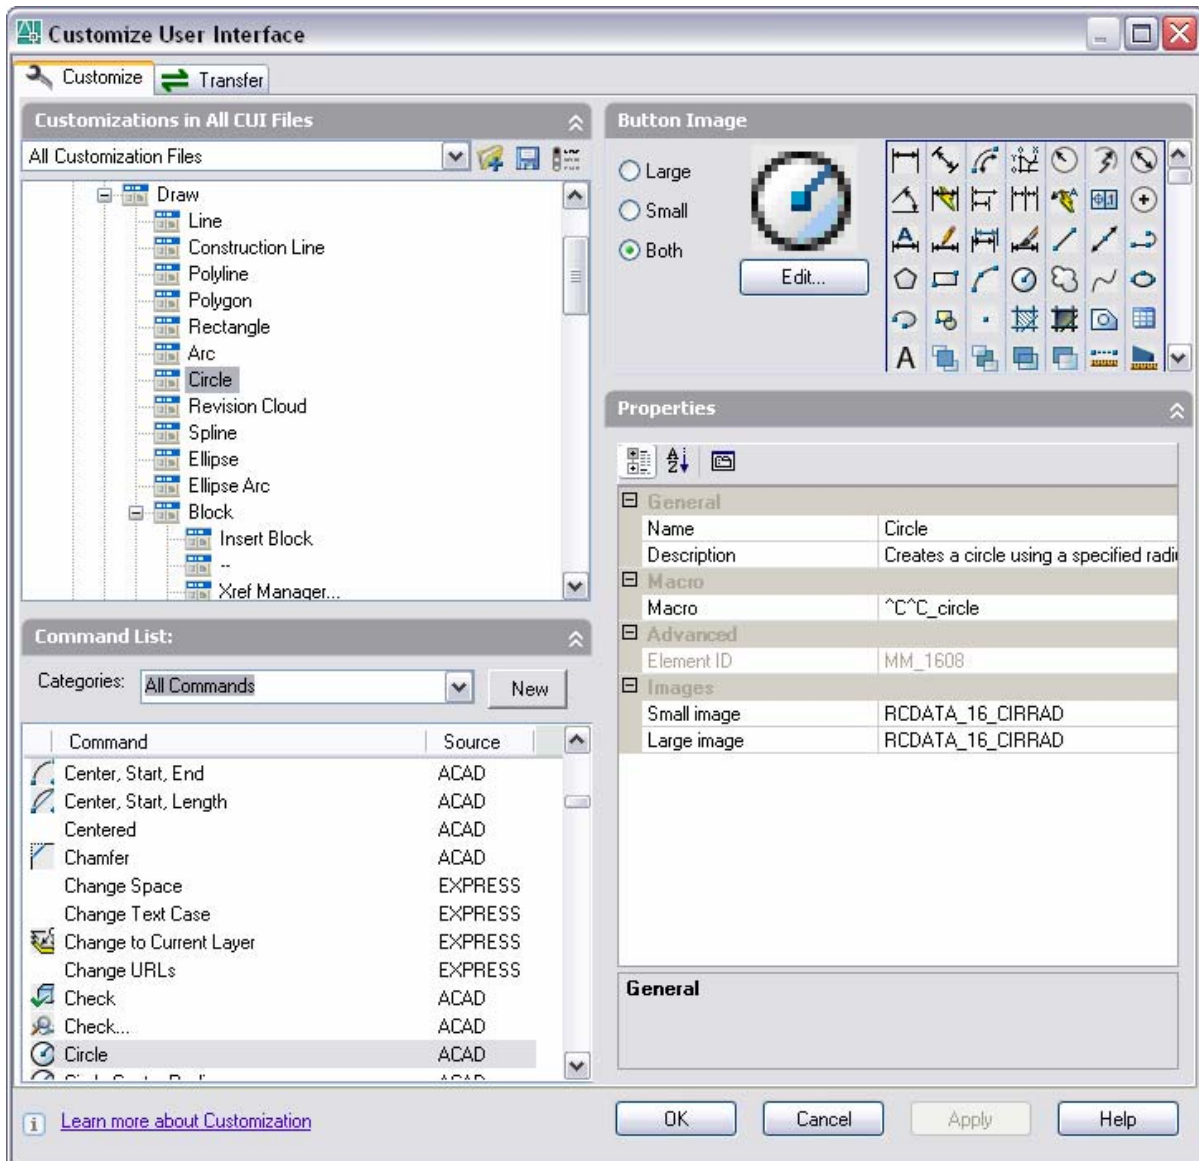 Customize User Interface
Customize
Transfer
Customizations in All CUI Files
All Customization Files
Draw
Line
Construction Line
Polyline
Polygon
Rectangle
Arc
Circle
Revision Cloud
Spline
Ellipse
Ellipse Arc
Block
Insert Block
--
Xref Manager...
Command List:
Categories: All Commands New
Command Source
Center, Start, End ACAD
Center, Start, Length ACAD
Centered ACAD
Chamfer ACAD
Change Space EXPRESS
Change Text Case EXPRESS
Change to Current Layer EXPRESS
Change URLs EXPRESS
Check ACAD
Check... ACAD
Circle ACAD
Button Image
Large
Small
Both
Edit...
Properties
General
Name Circle
Description Creates a circle using a specified radiu
Macro
Macro ^C^C_circle
Advanced
Element ID MM_1608
Images
Small image RCDATA_16_CIRRAD
Large image RCDATA_16_CIRRAD
General
Learn more about Customization
OK Cancel Apply Help